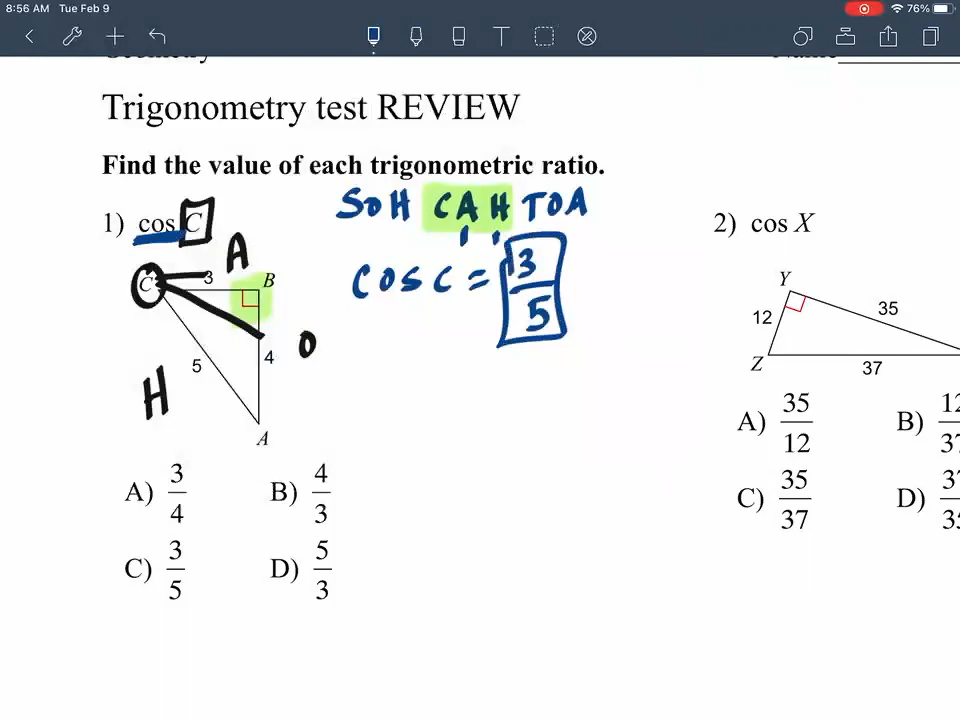 8:56 AM Tue Feb 9
76%
Trigonometry test REVIEW
Find the value of each trigonometric ratio.
SOH CAH TOA
1) cos C
A
C 3 B
cos C = 3/5
5 4 O
H
A
A) 3/4 B) 4/3
C) 3/5 D) 5/3
2) cos X
Y
12 35
Z 37
A) 35/12 B) 12/37
C) 35/37 D)